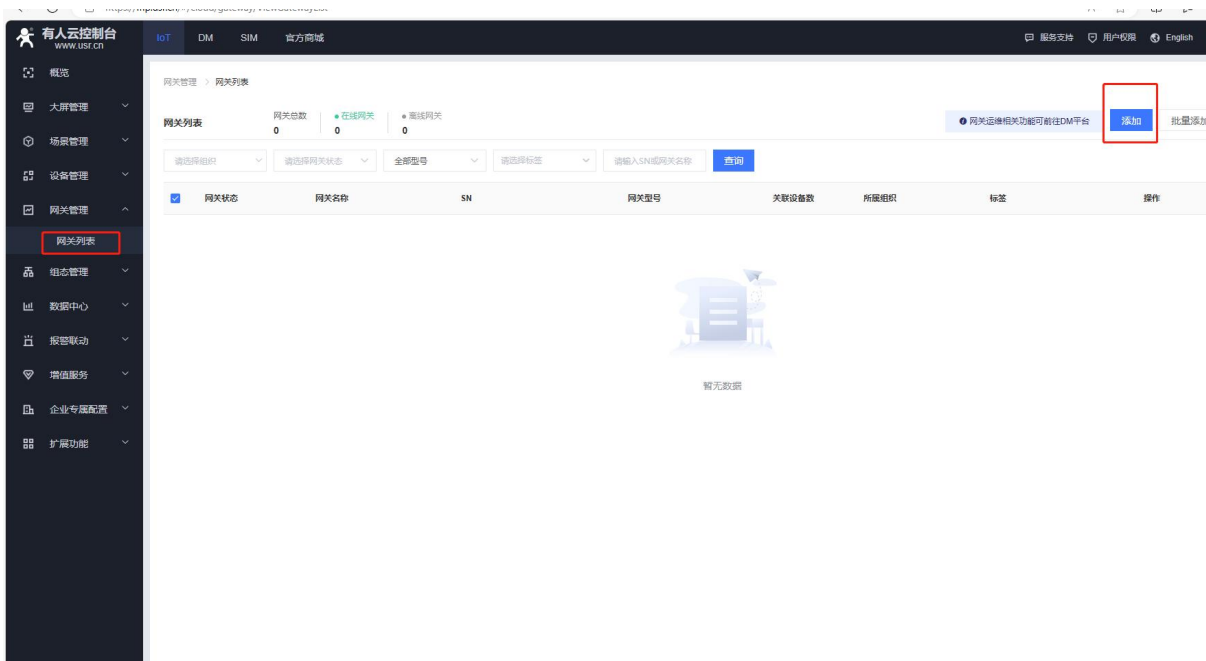 有人云控制台
www.usr.cn
IoT DM SIM 官方商城
服务支持 用户权限 English
概览
大屏管理
场景管理
设备管理
网关管理
网关列表
组态管理
数据中心
报警联动
增值服务
企业专属配置
扩展功能
网关管理 > 网关列表
网关列表
网关总数 在线网关 离线网关
0 0 0
网关运维相关功能可前往DM平台 添加 批量添加
请选择组织 请选择网关状态 全部型号 请选择标签 请输入SN或网关名称 查询
网关状态 网关名称 SN 网关型号 关联设备数 所属组织 标签 操作
暂无数据